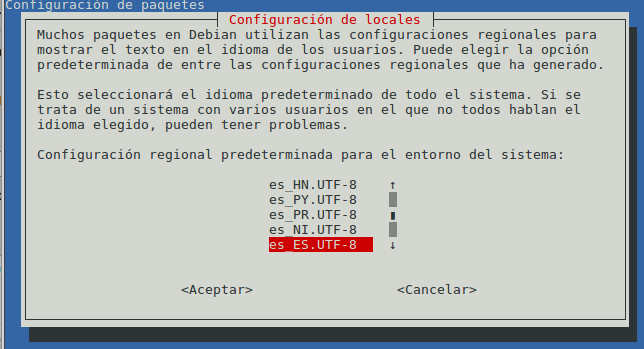 Configuración de paquetes
Configuración de locales
Muchos paquetes en Debian utilizan las configuraciones regionales para
mostrar el texto en el idioma de los usuarios. Puede elegir la opción
predeterminada de entre las configuraciones regionales que ha generado.
Esto seleccionará el idioma predeterminado de todo el sistema. Si se
trata de un sistema con varios usuarios en el que no todos hablan el
idioma elegido, pueden tener problemas.
Configuración regional predeterminada para el entorno del sistema:
es_HN.UTF-8 ↑
es_PY.UTF-8
es_PR.UTF-8
es_NI.UTF-8
es_ES.UTF-8 ↓
<Aceptar> <Cancelar>